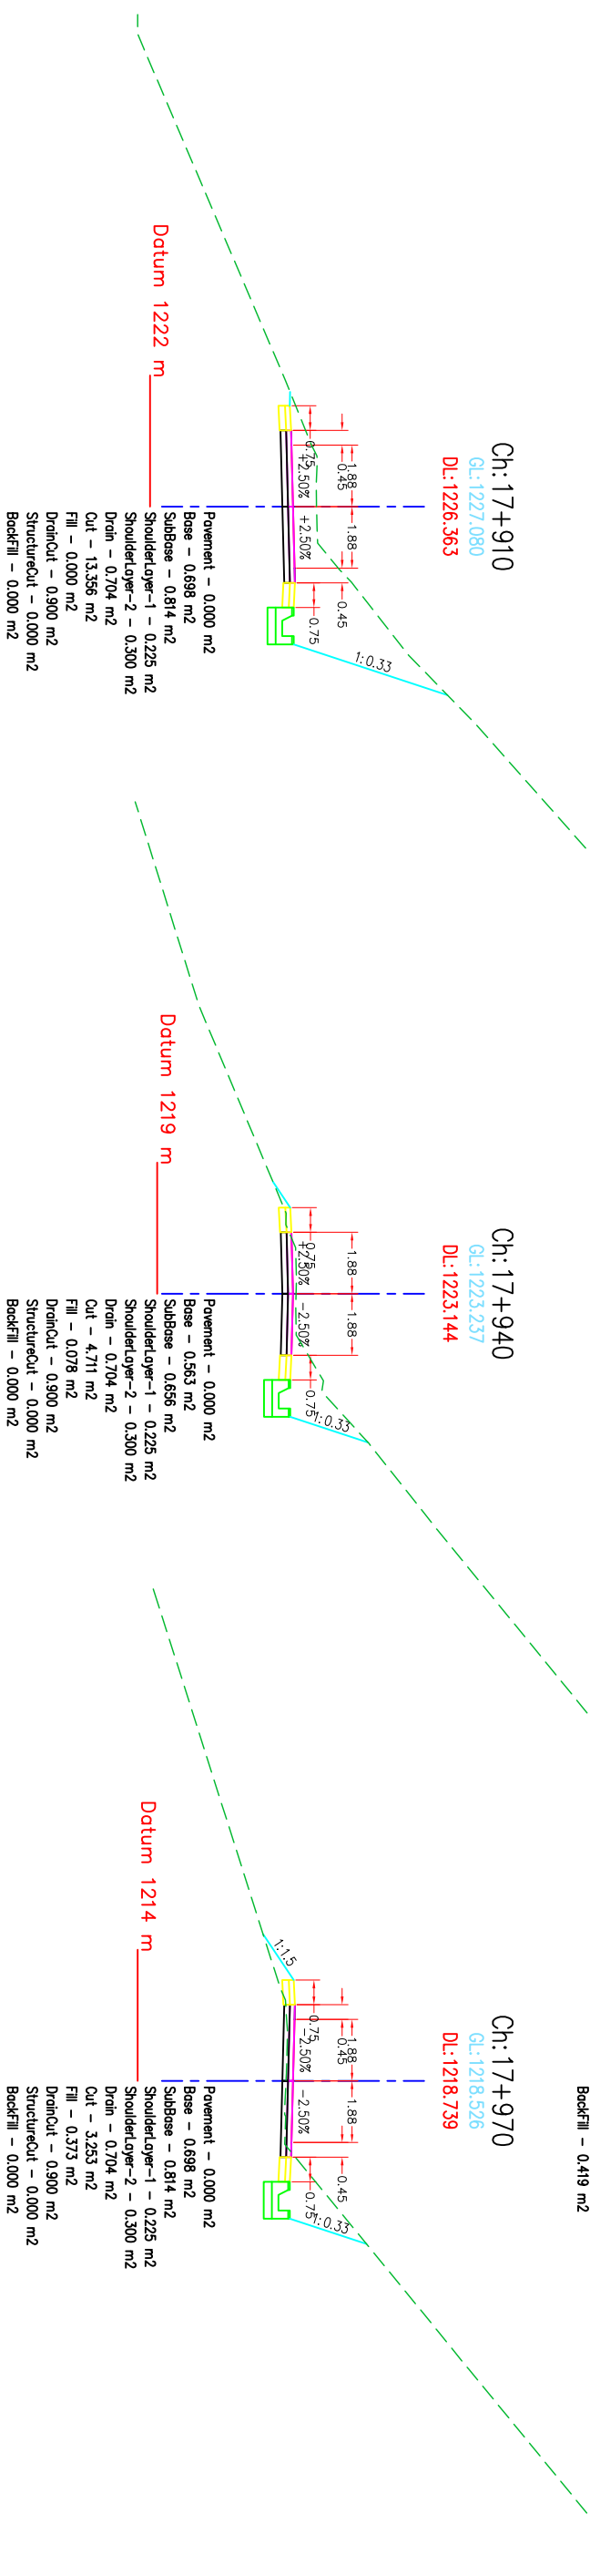 Ch:17+910
GL:1227.080
DL:1226.363
1.88
1.88
0.45
0.45
0.75
0.75
+2.50%
+2.50%
1:0.33
Datum 1222 m
Pavement - 0.000 m2
Base - 0.698 m2
SubBase - 0.814 m2
ShoulderLayer-1 - 0.225 m2
ShoulderLayer-2 - 0.300 m2
Drain - 0.704 m2
Cut - 13.356 m2
Fill - 0.000 m2
DrainCut - 0.900 m2
StructureCut - 0.000 m2
BackFill - 0.000 m2
Ch:17+940
GL:1223.237
DL:1223.144
1.88
1.88
0.75
0.75
+2.50%
-2.50%
1:0.33
Datum 1219 m
Pavement - 0.000 m2
Base - 0.563 m2
SubBase - 0.656 m2
ShoulderLayer-1 - 0.225 m2
ShoulderLayer-2 - 0.300 m2
Drain - 0.704 m2
Cut - 4.711 m2
Fill - 0.078 m2
DrainCut - 0.900 m2
StructureCut - 0.000 m2
BackFill - 0.000 m2
BackFill - 0.419 m2
Ch:17+970
GL:1218.526
DL:1218.739
1.88
1.88
0.45
0.45
0.75
0.75
-2.50%
-2.50%
1:1.5
1:0.33
Datum 1214 m
Pavement - 0.000 m2
Base - 0.698 m2
SubBase - 0.814 m2
ShoulderLayer-1 - 0.225 m2
ShoulderLayer-2 - 0.300 m2
Drain - 0.704 m2
Cut - 3.253 m2
Fill - 0.373 m2
DrainCut - 0.900 m2
StructureCut - 0.000 m2
BackFill - 0.000 m2